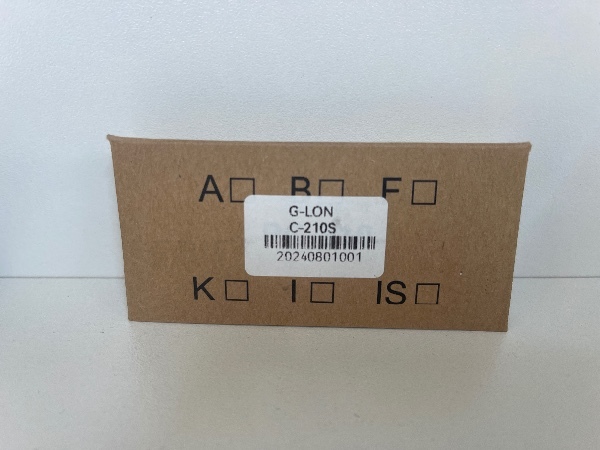 A□ B□ F□
G-LON
C-210S
20240801001
K□ I□ IS□